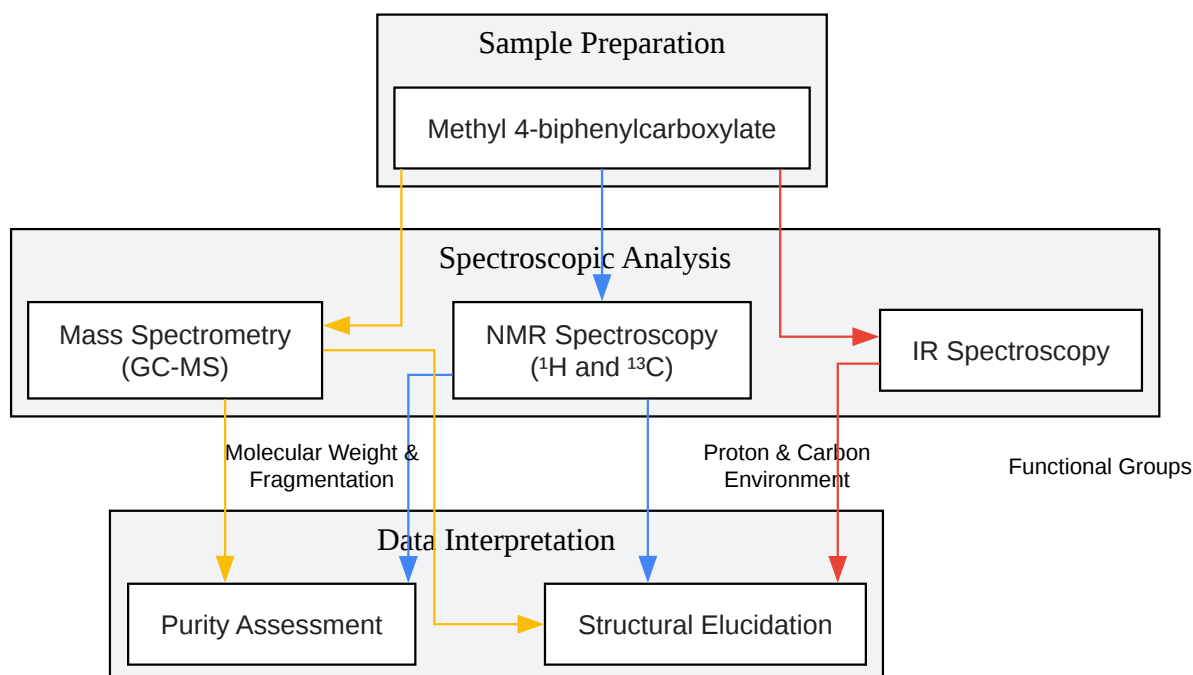 Sample Preparation
Methyl 4-biphenylcarboxylate
Spectroscopic Analysis
Mass Spectrometry
(GC-MS)
NMR Spectroscopy
(¹H and ¹³C)
IR Spectroscopy
Molecular Weight &
Fragmentation
Proton & Carbon
Environment
Functional Groups
Data Interpretation
Purity Assessment
Structural Elucidation